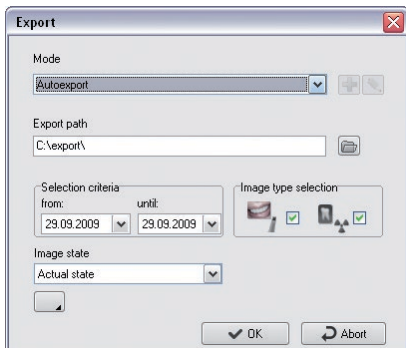 Export
Mode
Autoexport
Export path
C:\export\
Selection criteria
Image type selection
from:
until:
29.09.2009
29.09.2009
Image state
Actual state
OK
Abort